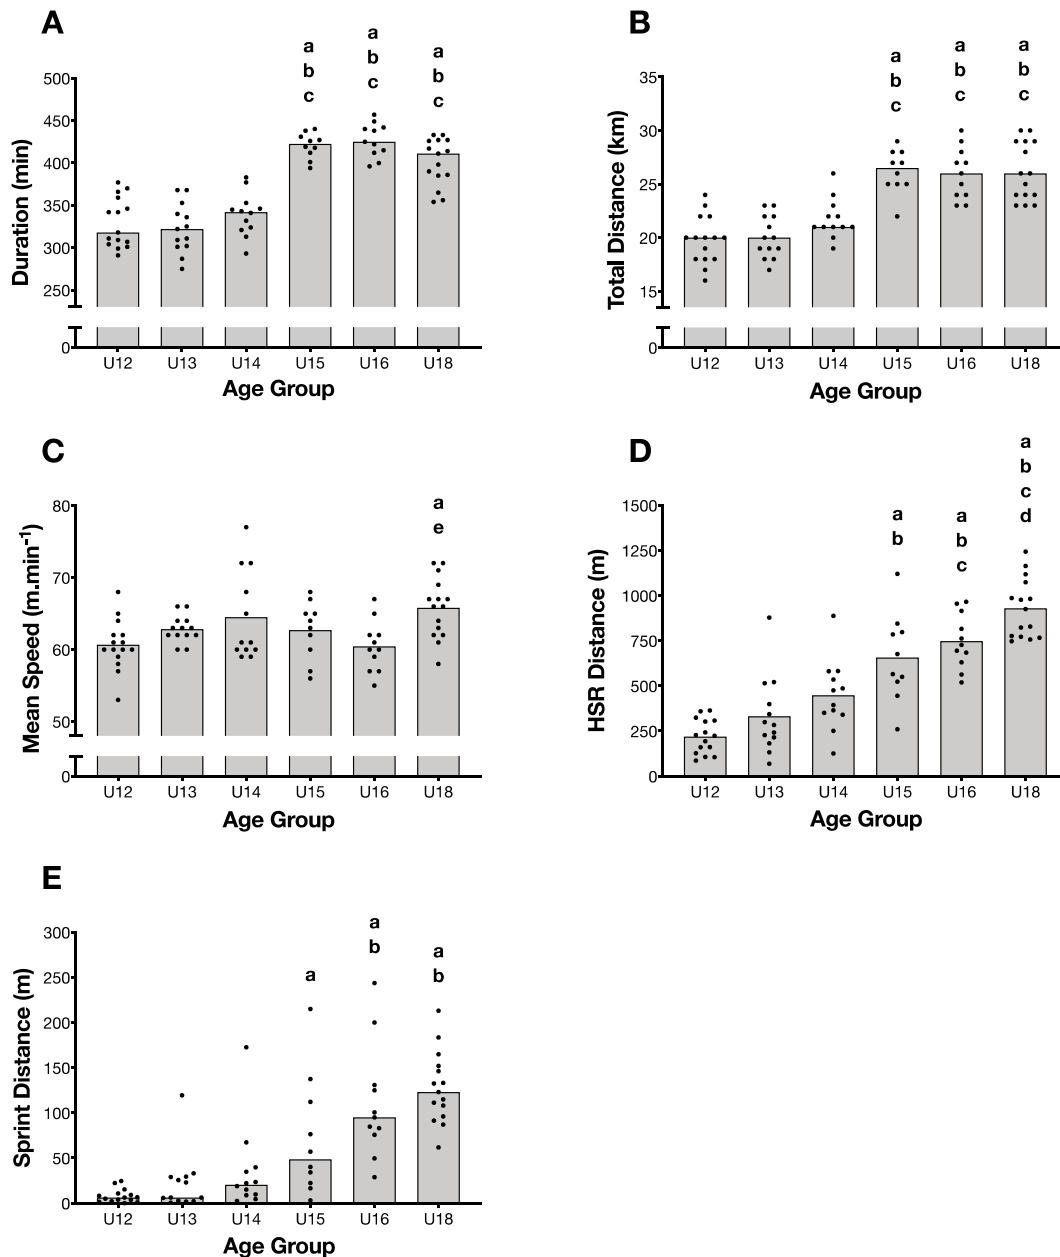 A
a
b
c
a
b
c
a
b
c
Duration (min)
500
450
400
350
300
250
0
U12 U13 U14 U15 U16 U18
Age Group
B
a
b
c
a
b
c
a
b
c
Total Distance (km)
35
30
25
20
15
0
U12 U13 U14 U15 U16 U18
Age Group
C
a
e
Mean Speed (m.min⁻¹)
80
70
60
50
0
U12 U13 U14 U15 U16 U18
Age Group
D
a
b
a
b
c
a
b
c
d
HSR Distance (m)
1500
1250
1000
750
500
250
0
U12 U13 U14 U15 U16 U18
Age Group
E
a
a
b
a
b
Sprint Distance (m)
300
250
200
150
100
50
0
U12 U13 U14 U15 U16 U18
Age Group